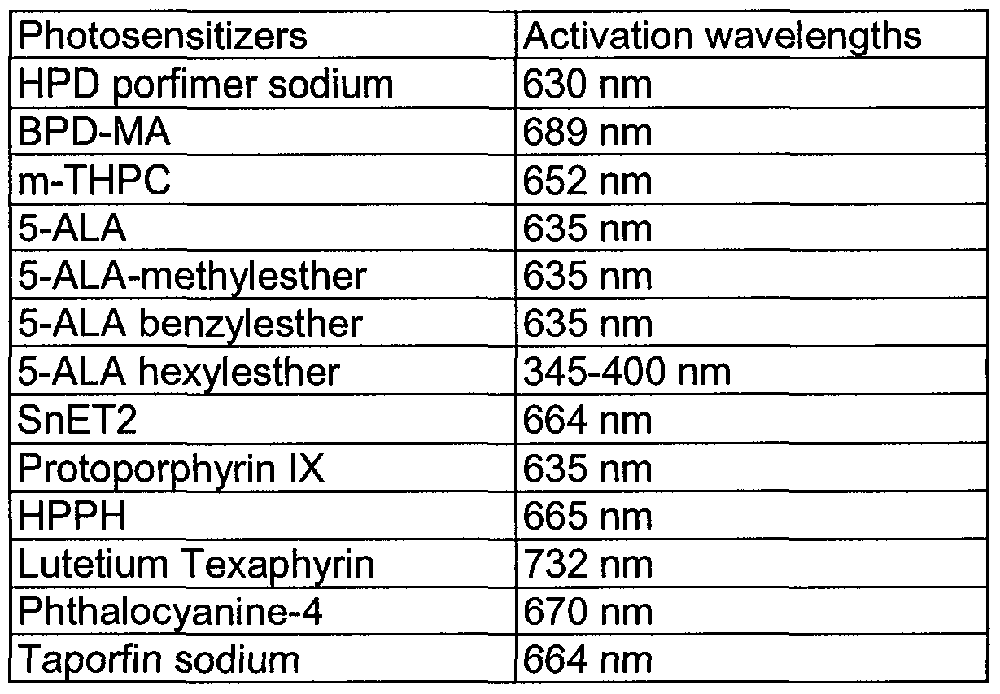 Photosensitizers Activation wavelengths
HPD porfimer sodium 630 nm
BPD-MA 689 nm
m-THPC 652 nm
5-ALA 635 nm
5-ALA-methylesther 635 nm
5-ALA benzylesther 635 nm
5-ALA hexylesther 345-400 nm
SnET2 664 nm
Protoporphyrin IX 635 nm
HPPH 665 nm
Lutetium Texaphyrin 732 nm
Phthalocyanine-4 670 nm
Taporfin sodium 664 nm